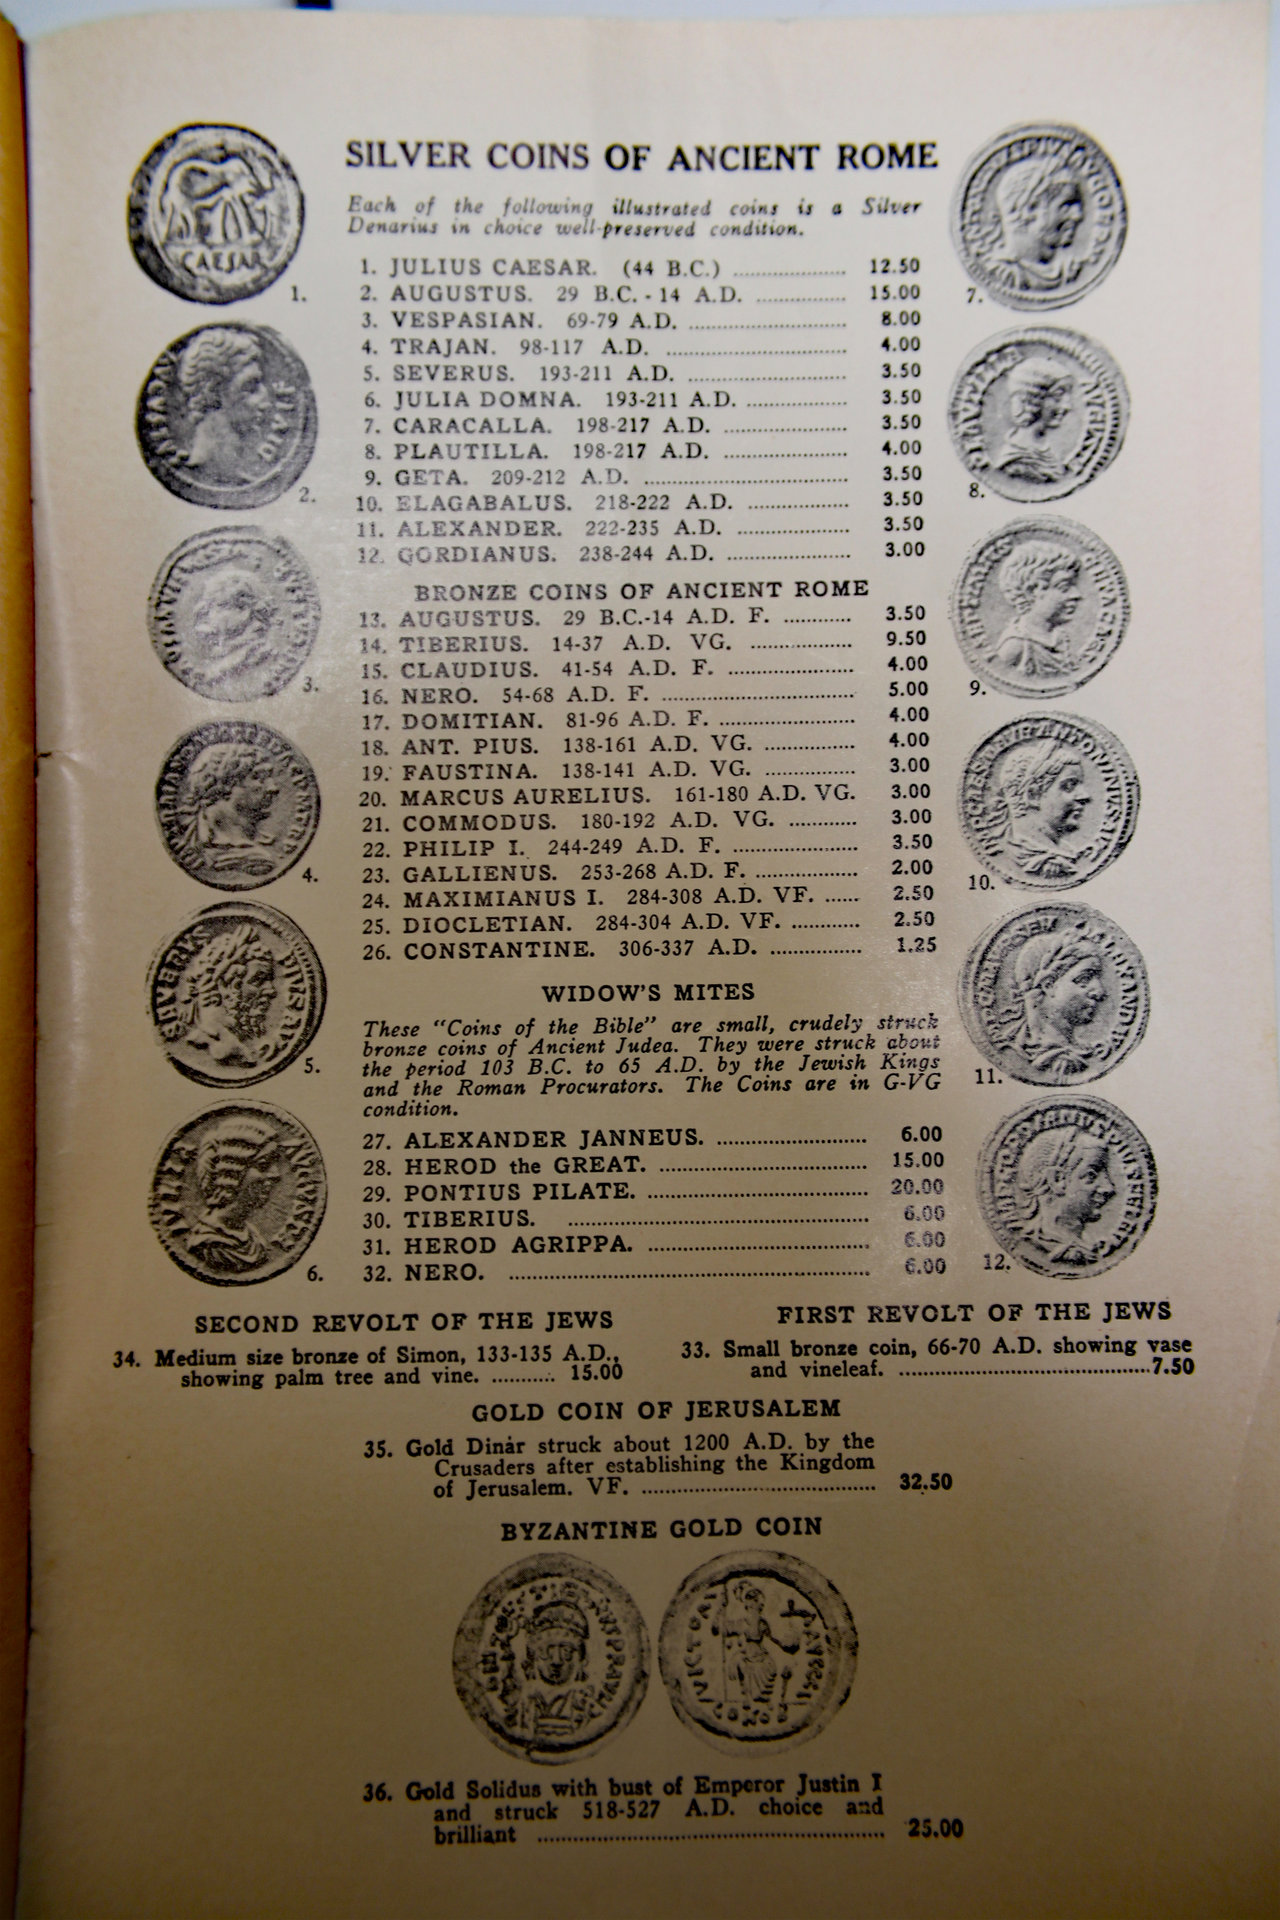 SILVER COINS OF ANCIENT ROME
Each of the following illustrated coins is a Silver
Denarius in choice well-preserved condition.
1. JULIUS CAESAR. (44 B.C.) .................... 12.50
2. AUGUSTUS. 29 B.C. - 14 A.D. ................ 15.00
3. VESPASIAN. 69-79 A.D. ............................ 8.00
4. TRAJAN. 98-117 A.D. ................................ 4.00
5. SEVERUS. 193-211 A.D. ............................ 3.50
6. JULIA DOMNA. 193-211 A.D. .................. 3.50
7. CARACALLA. 198-217 A.D. ...................... 3.50
8. PLAUTILLA. 198-217 A.D. ...................... 4.00
9. GETA. 209-212 A.D. .................................... 3.50
10. ELAGABALUS. 218-222 A.D. .................. 3.50
11. ALEXANDER. 222-235 A.D. .................... 3.50
12. GORDIANUS. 238-244 A.D. ...................... 3.00
BRONZE COINS OF ANCIENT ROME
13. AUGUSTUS. 29 B.C.-14 A.D. F. ............ 3.50
14. TIBERIUS. 14-37 A.D. VG. .................. 9.50
15. CLAUDIUS. 41-54 A.D. F. ...................... 4.00
16. NERO. 54-68 A.D. F. .................................. 5.00
17. DOMITIAN. 81-96 A.D. F. ........................ 4.00
18. ANT. PIUS. 138-161 A.D. VG. ................ 4.00
19. FAUSTINA. 138-141 A.D. VG. ................ 3.00
20. MARCUS AURELIUS. 161-180 A.D. VG. 3.00
21. COMMODUS. 180-192 A.D. VG. ............ 3.00
22. PHILIP I. 244-249 A.D. F. ...................... 3.50
23. GALLIENUS. 253-268 A.D. F. .................. 2.00
24. MAXIMIANUS I. 284-308 A.D. VF. ...... 2.50
25. DIOCLETIAN. 284-304 A.D. VF. ............ 2.50
26. CONSTANTINE. 306-337 A.D. ................ 1.25
WIDOW'S MITES
These "Coins of the Bible" are small, crudely struck
bronze coins of Ancient Judea. They were struck about
the period 103 B.C. to 65 A.D. by the Jewish Kings
and the Roman Procurators. The Coins are in G-VG
condition.
27. ALEXANDER JANNEUS. .......................... 6.00
28. HEROD the GREAT. .................................... 15.00
29. PONTIUS PILATE. ...................................... 20.00
30. TIBERIUS. .................................................... 6.00
31. HEROD AGRIPPA. ...................................... 6.00
32. NERO. .............................................................. 6.00
SECOND REVOLT OF THE JEWS
34. Medium size bronze of Simon, 133-135 A.D.,
showing palm tree and vine. ........... 15.00
FIRST REVOLT OF THE JEWS
33. Small bronze coin, 66-70 A.D. showing vase
and vineleaf. ..........................................7.50
GOLD COIN OF JERUSALEM
35. Gold Dinar struck about 1200 A.D. by the
Crusaders after establishing the Kingdom
of Jerusalem. VF. ........................................ 32.50
BYZANTINE GOLD COIN
36. Gold Solidus with bust of Emperor Justin I
and struck 518-527 A.D. choice and
brilliant ............................................................ 25.00
1.
CAESAR
2.
3.
4.
5.
6.
7.
8.
9.
10.
11.
12.